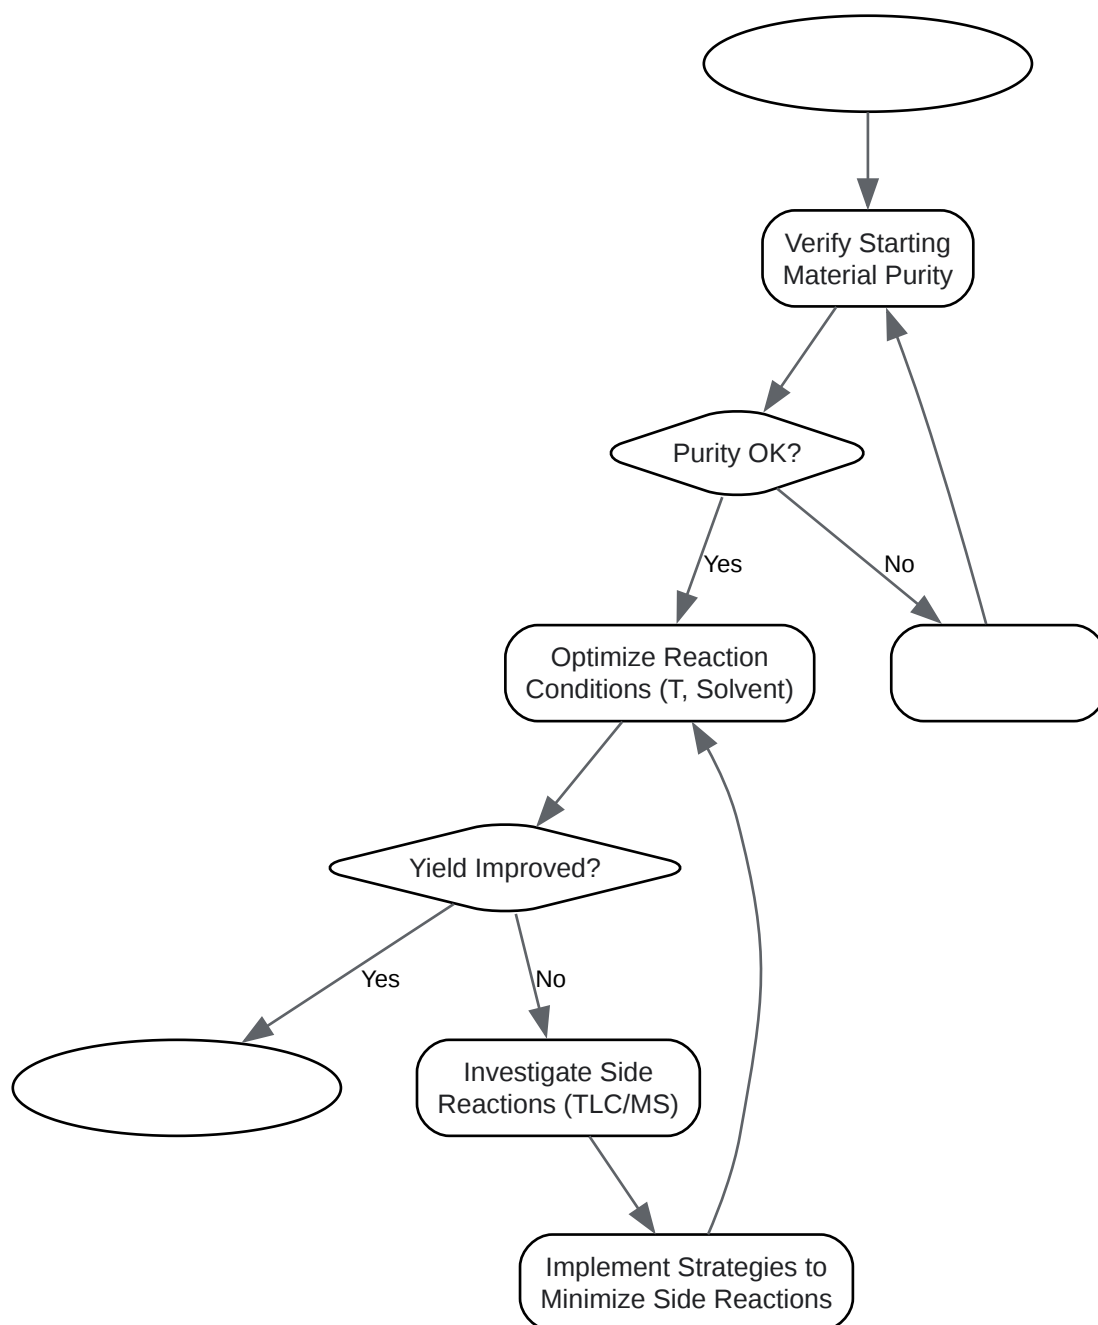 Verify Starting
Material Purity
Purity OK?
Yes
No
Optimize Reaction
Conditions (T, Solvent)
Yield Improved?
Yes
No
Investigate Side
Reactions (TLC/MS)
Implement Strategies to
Minimize Side Reactions